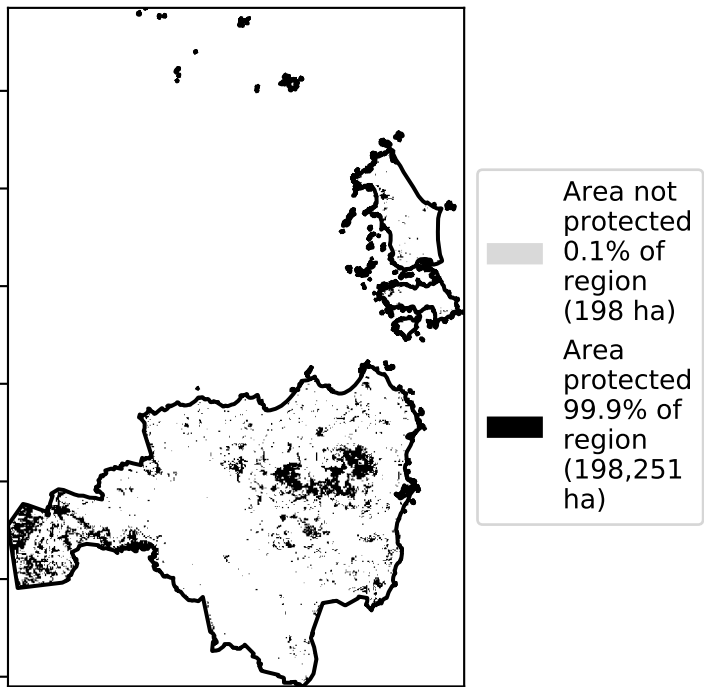 Area not
protected
0.1% of
region
(198 ha)
Area
protected
99.9% of
region
(198,251
ha)